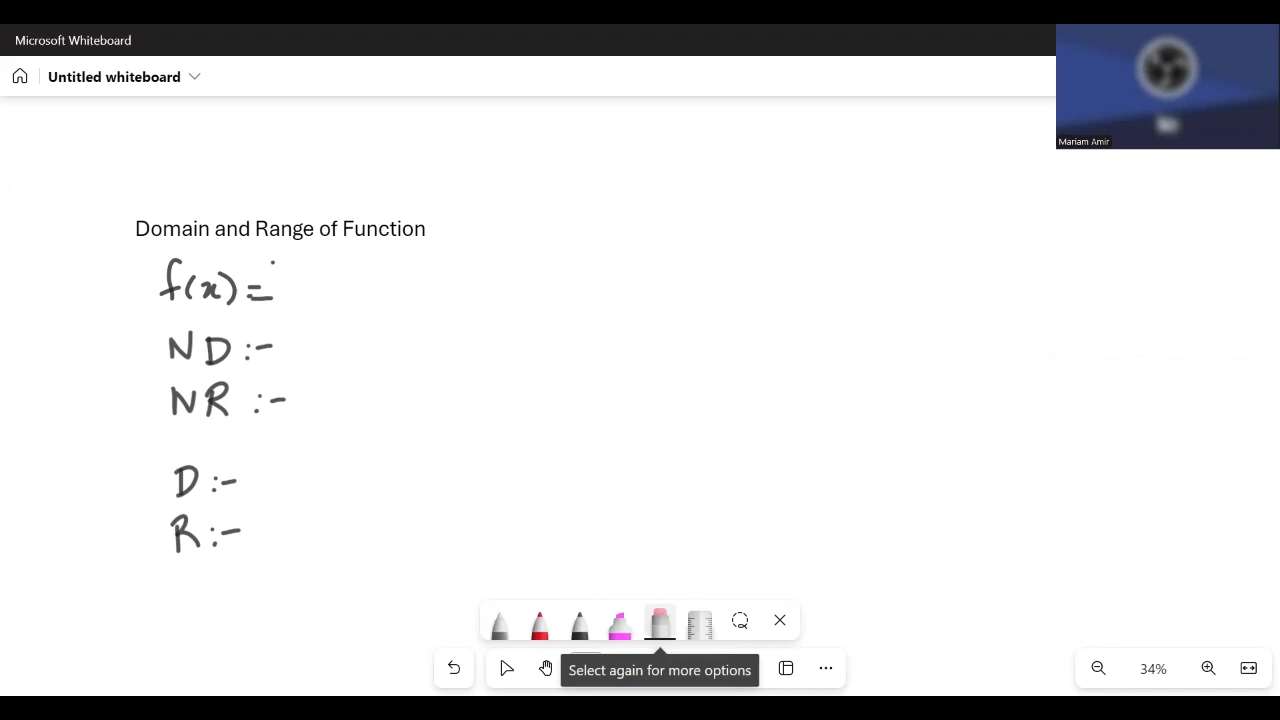 Microsoft Whiteboard
Untitled whiteboard
Mariam Amir
Domain and Range of Function
f(x)=
ND :-
NR :-
D :-
R :-
Select again for more options
34%